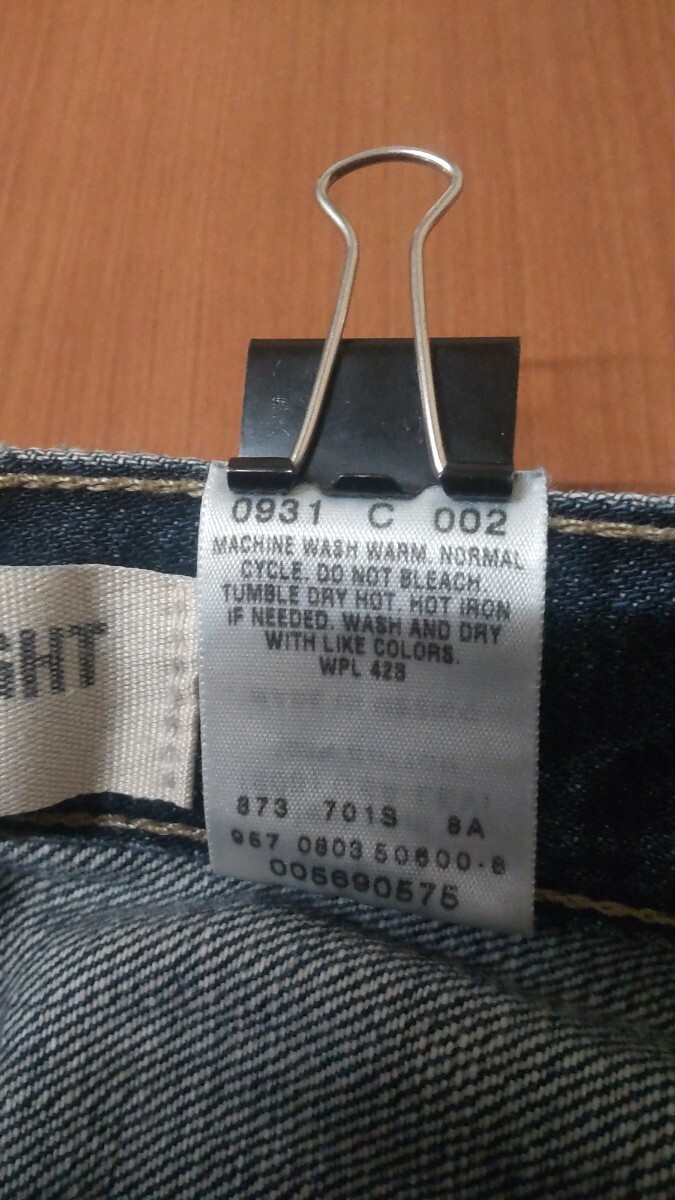 0931 C 002
MACHINE WASH WARM, NORMAL
CYCLE. DO NOT BLEACH.
TUMBLE DRY HOT. HOT IRON
IF NEEDED. WASH AND DRY
WITH LIKE COLORS.
WPL 423
GHT
873 701S 8A
957 0803 50600-8
005690575